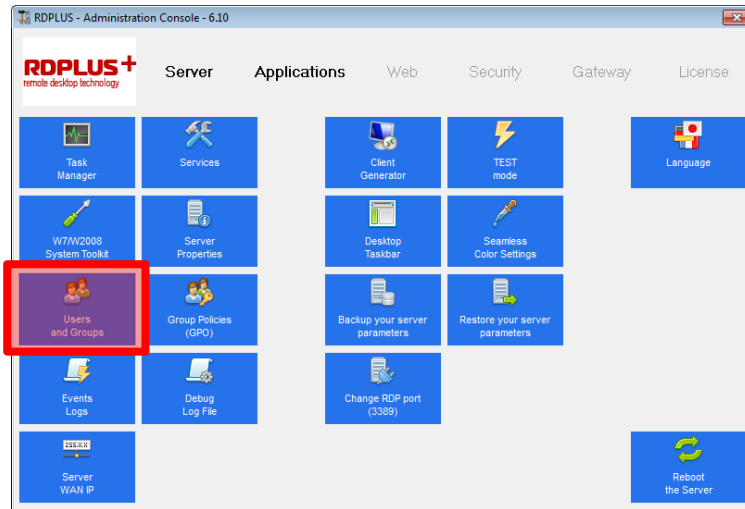 RDPLUS - Administration Console - 6.10
RDPLUS+
remote desktop technology
Server
Applications
Web
Security
Gateway
License
Task
Manager
Services
Client
Generator
TEST
mode
Language
W7/W2008
System Toolkit
Server
Properties
Desktop
Taskbar
Seamless
Color Settings
Users
and Groups
Group Policies
(GPO)
Backup your server
parameters
Restore your server
parameters
Events
Logs
Debug
Log File
Change RDP port
(3389)
255.X.X
Server
WAN IP
Reboot
the Server